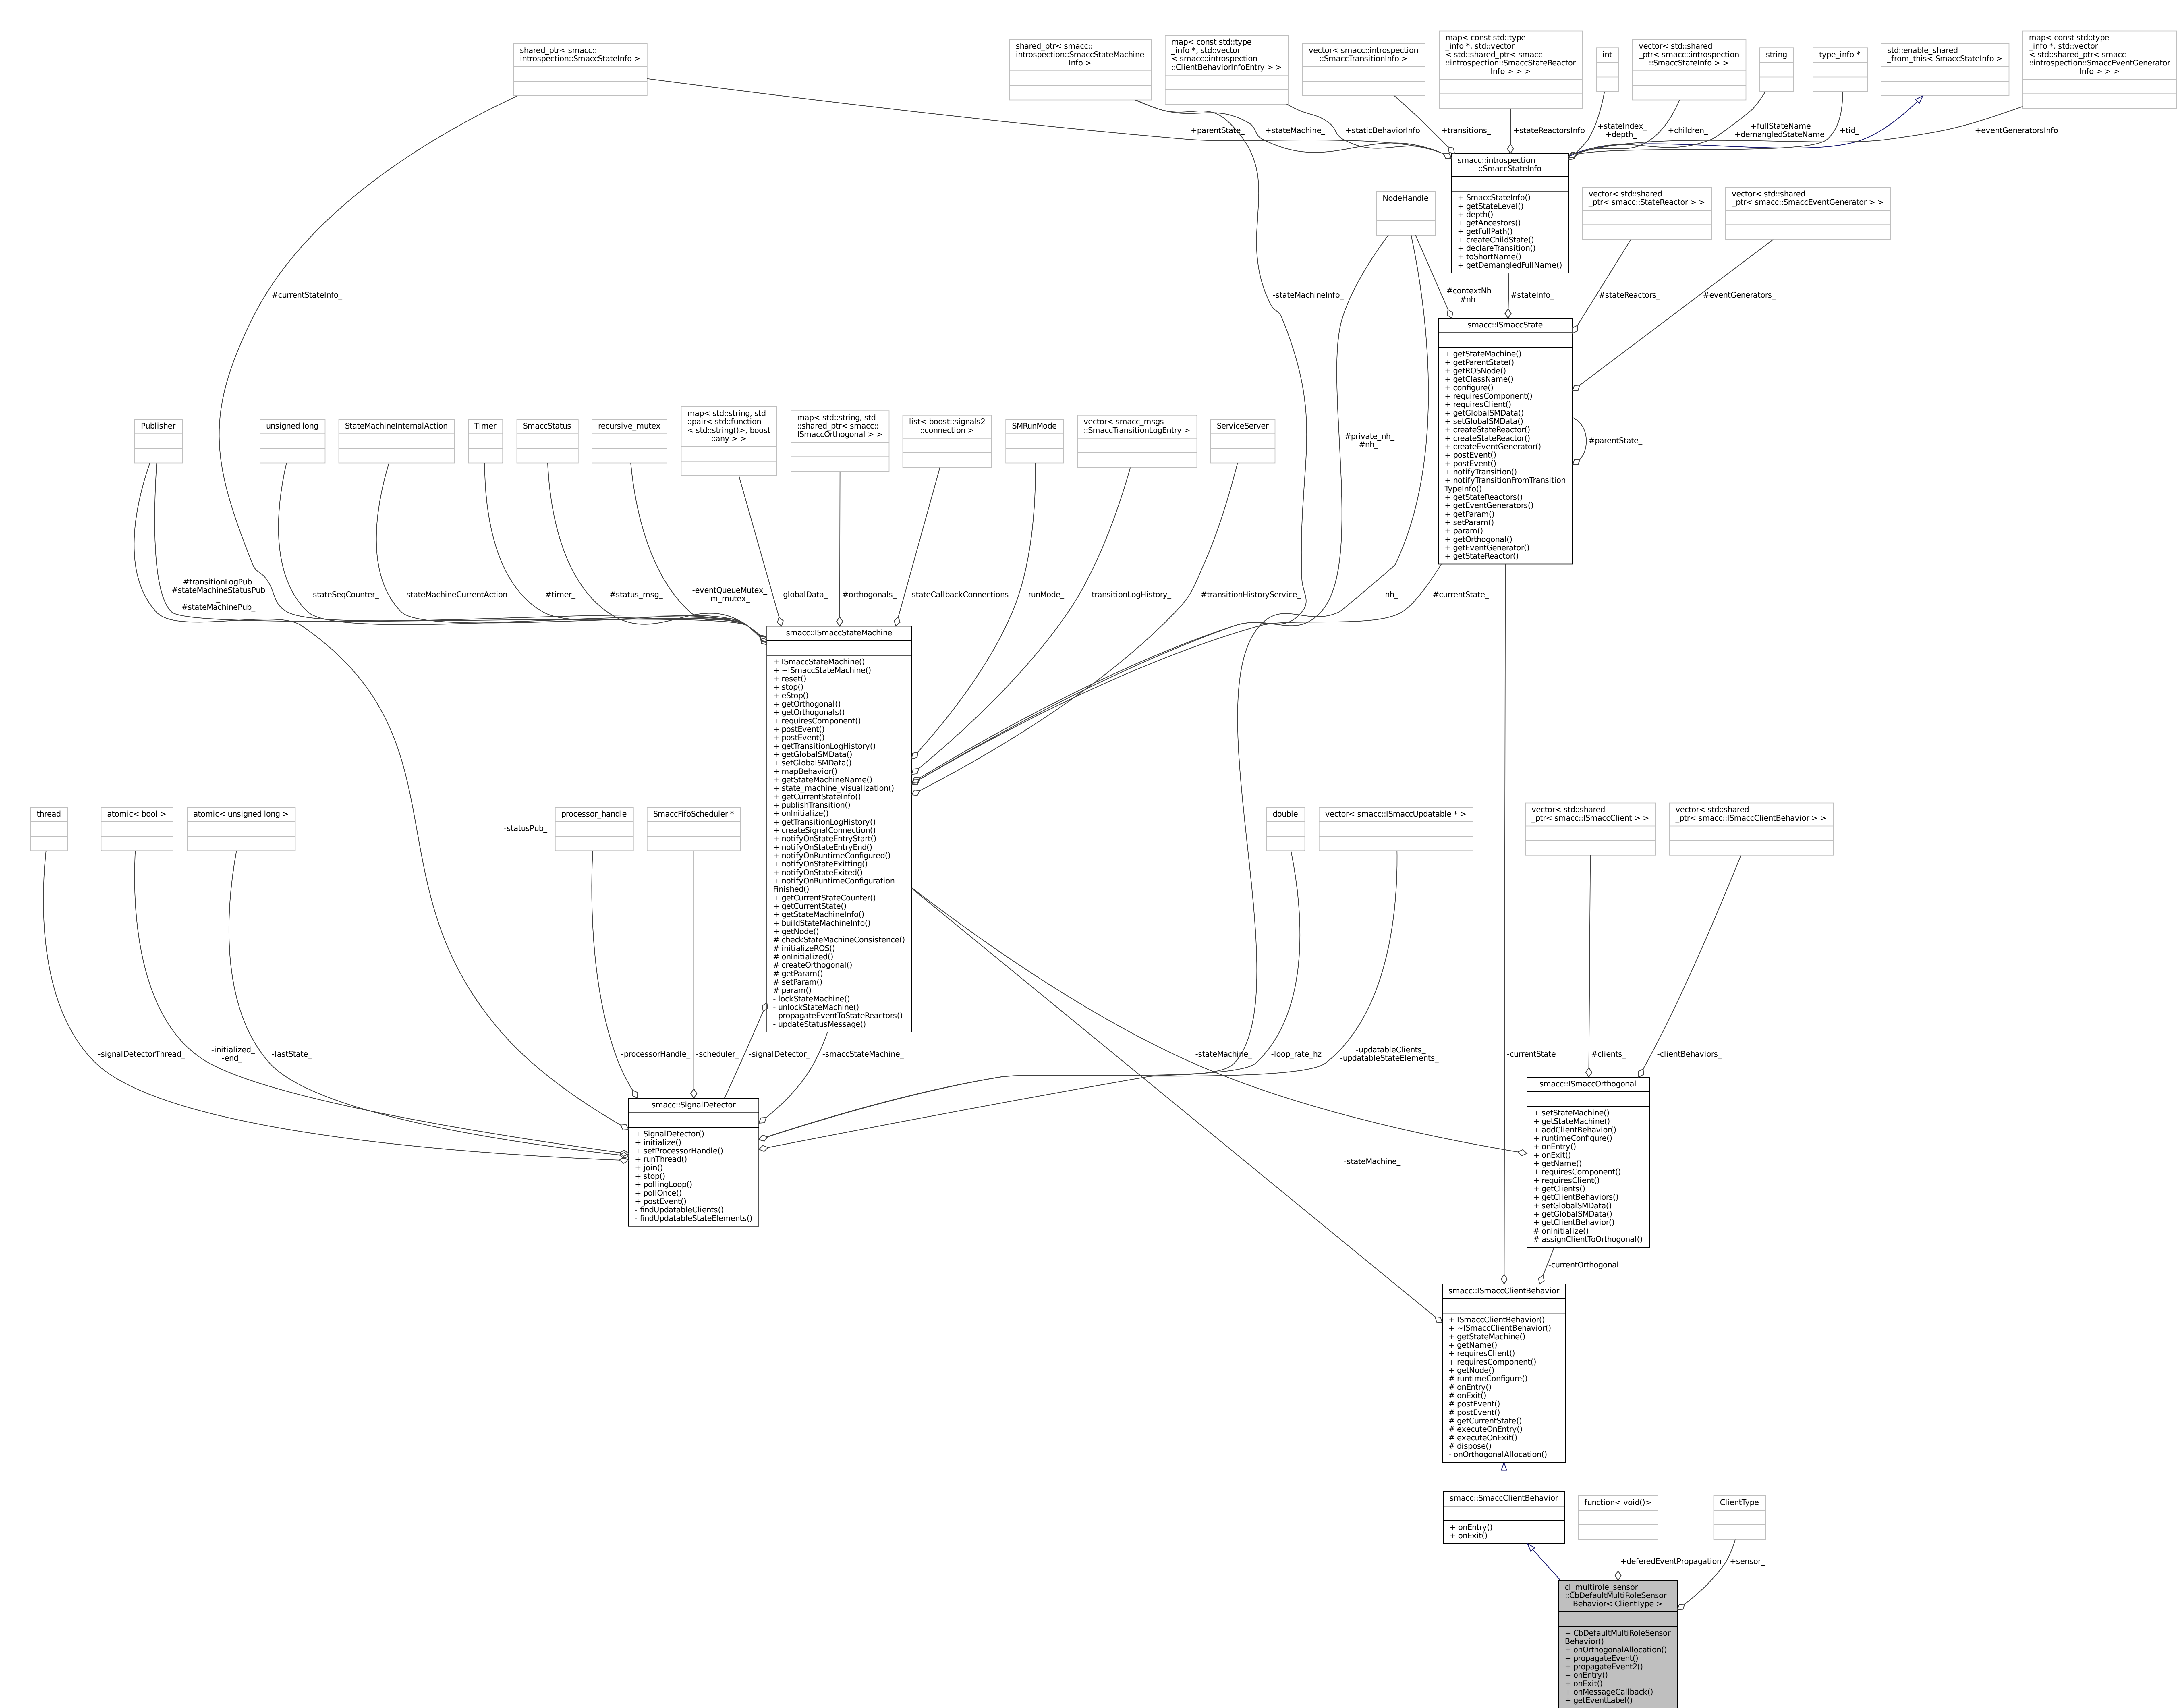 shared_ptr< smacc::
introspection::SmaccStateInfo >
shared_ptr< smacc::
introspection::SmaccStateMachine
Info >
map< const std::type
_info *, std::vector
< smacc::introspection
::ClientBehaviorInfoEntry > >
vector< smacc::introspection
::SmaccTransitionInfo >
map< const std::type
_info *, std::vector
< std::shared_ptr< smacc
::introspection::SmaccStateReactor
Info > > >
int
vector< std::shared
_ptr< smacc::introspection
::SmaccStateInfo > >
string
type_info *
std::enable_shared
_from_this< SmaccStateInfo >
map< const std::type
_info *, std::vector
< std::shared_ptr< smacc
::introspection::SmaccEventGenerator
Info > > >
+parentState_
+stateMachine_
+staticBehaviorInfo
+transitions_
+stateReactorsInfo
+stateIndex_
+depth_
+children_
+fullStateName
+demangledStateName
+tid_
+eventGeneratorsInfo
smacc::introspection
::SmaccStateInfo
+ SmaccStateInfo()
+ getStateLevel()
+ depth()
+ getAncestors()
+ getFullPath()
+ createChildState()
+ declareTransition()
+ toShortName()
+ getDemangledFullName()
NodeHandle
vector< std::shared
_ptr< smacc::StateReactor > >
vector< std::shared
_ptr< smacc::SmaccEventGenerator > >
#currentStateInfo_
-stateMachineInfo_
#contextNh
#nh
#stateInfo_
#stateReactors_
#eventGenerators_
smacc::ISmaccState
+ getStateMachine()
+ getParentState()
+ getROSNode()
+ getClassName()
+ configure()
+ requiresComponent()
+ requiresClient()
+ getGlobalSMData()
+ setGlobalSMData()
+ createStateReactor()
+ createStateReactor()
+ createEventGenerator()
+ postEvent()
+ postEvent()
+ notifyTransition()
+ notifyTransitionFromTransition
TypeInfo()
+ getStateReactors()
+ getEventGenerators()
+ getParam()
+ setParam()
+ param()
+ getOrthogonal()
+ getEventGenerator()
+ getStateReactor()
#parentState_
Publisher
unsigned long
StateMachineInternalAction
Timer
SmaccStatus
recursive_mutex
map< std::string, std
::pair< std::function
< std::string()>, boost
::any > >
map< std::string, std
::shared_ptr< smacc::
ISmaccOrthogonal > >
list< boost::signals2
::connection >
SMRunMode
vector< smacc_msgs
::SmaccTransitionLogEntry >
ServiceServer
#private_nh_
#nh_
#transitionLogPub_
#stateMachineStatusPub
_
#stateMachinePub_
-stateSeqCounter_
-stateMachineCurrentAction
#timer_
#status_msg_
-eventQueueMutex_
-m_mutex_
-globalData_
#orthogonals_
-stateCallbackConnections
-runMode_
-transitionLogHistory_
#transitionHistoryService_
-nh_
#currentState_
smacc::ISmaccStateMachine
+ ISmaccStateMachine()
+ ~ISmaccStateMachine()
+ reset()
+ stop()
+ eStop()
+ getOrthogonal()
+ getOrthogonals()
+ requiresComponent()
+ postEvent()
+ postEvent()
+ getTransitionLogHistory()
+ getGlobalSMData()
+ setGlobalSMData()
+ mapBehavior()
+ getStateMachineName()
+ state_machine_visualization()
+ getCurrentStateInfo()
+ publishTransition()
+ onInitialize()
+ getTransitionLogHistory()
+ createSignalConnection()
+ notifyOnStateEntryStart()
+ notifyOnStateEntryEnd()
+ notifyOnRuntimeConfigured()
+ notifyOnStateExitting()
+ notifyOnStateExited()
+ notifyOnRuntimeConfiguration
Finished()
+ getCurrentStateCounter()
+ getCurrentState()
+ getStateMachineInfo()
+ buildStateMachineInfo()
+ getNode()
# checkStateMachineConsistence()
# initializeROS()
# onInitialized()
# createOrthogonal()
# getParam()
# setParam()
# param()
- lockStateMachine()
- unlockStateMachine()
- propagateEventToStateReactors()
- updateStatusMessage()
thread
atomic< bool >
atomic< unsigned long >
-statusPub_
processor_handle
SmaccFifoScheduler *
double
vector< smacc::ISmaccUpdatable * >
vector< std::shared
_ptr< smacc::ISmaccClient > >
vector< std::shared
_ptr< smacc::ISmaccClientBehavior > >
-signalDetectorThread_
-initialized_
-end_
-lastState_
-processorHandle_
-scheduler_
-signalDetector_
-smaccStateMachine_
-stateMachine_
-loop_rate_hz
-updatableClients_
-updatableStateElements_
-currentState
#clients_
-clientBehaviors_
smacc::SignalDetector
+ SignalDetector()
+ initialize()
+ setProcessorHandle()
+ runThread()
+ join()
+ stop()
+ pollingLoop()
+ pollOnce()
+ postEvent()
- findUpdatableClients()
- findUpdatableStateElements()
smacc::ISmaccOrthogonal
+ setStateMachine()
+ getStateMachine()
+ addClientBehavior()
+ runtimeConfigure()
+ onEntry()
+ onExit()
+ getName()
+ requiresComponent()
+ requiresClient()
+ getClients()
+ getClientBehaviors()
+ setGlobalSMData()
+ getGlobalSMData()
+ getClientBehavior()
# onInitialize()
# assignClientToOrthogonal()
-stateMachine_
-currentOrthogonal
smacc::ISmaccClientBehavior
+ ISmaccClientBehavior()
+ ~ISmaccClientBehavior()
+ getStateMachine()
+ getName()
+ requiresClient()
+ requiresComponent()
+ getNode()
# runtimeConfigure()
# onEntry()
# onExit()
# postEvent()
# postEvent()
# getCurrentState()
# executeOnEntry()
# executeOnExit()
# dispose()
- onOrthogonalAllocation()
smacc::SmaccClientBehavior
+ onEntry()
+ onExit()
function< void()>
ClientType
+deferedEventPropagation
+sensor_
cl_multirole_sensor
::CbDefaultMultiRoleSensor
Behavior< ClientType >
+ CbDefaultMultiRoleSensor
Behavior()
+ onOrthogonalAllocation()
+ propagateEvent()
+ propagateEvent2()
+ onEntry()
+ onExit()
+ onMessageCallback()
+ getEventLabel()